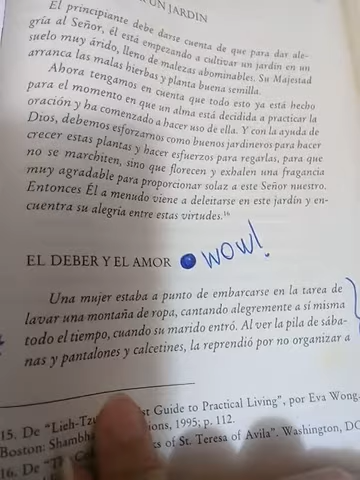 UN JARDÍN
El principiante debe darse cuenta de que para dar ale-
gría al Señor, él está empezando a cultivar un jardín en un
suelo muy árido, lleno de malezas abominables. Su Majestad
arranca las malas hierbas y planta buena semilla.
Ahora tengamos en cuenta que todo esto ya está hecho
para el momento en que un alma está decidida a practicar la
oración y ha comenzado a hacer uso de ella. Y con la ayuda de
Dios, debemos esforzarnos como buenos jardineros para hacer
crecer estas plantas y hacer esfuerzos para regarlas, para que
no se marchiten, sino que florecen y exhalen una fragancia
muy agradable para proporcionar solaz a este Señor nuestro.
Entonces Él a menudo viene a deleitarse en este jardín y en-
cuentra su alegría entre estas virtudes.16
EL DEBER Y EL AMOR wow!
Una mujer estaba a punto de embarcarse en la tarea de
lavar una montaña de ropa, cantando alegremente a sí misma
todo el tiempo, cuando su marido entró. Al ver la pila de sába-
nas y pantalones y calcetines, la reprendió por no organizar a
15. De "Lieh-Tzu Guide to Practical Living", por Eva Wong.
Boston: 1995; p. 112.
16. De of St. Teresa of Avila". Washington, DC